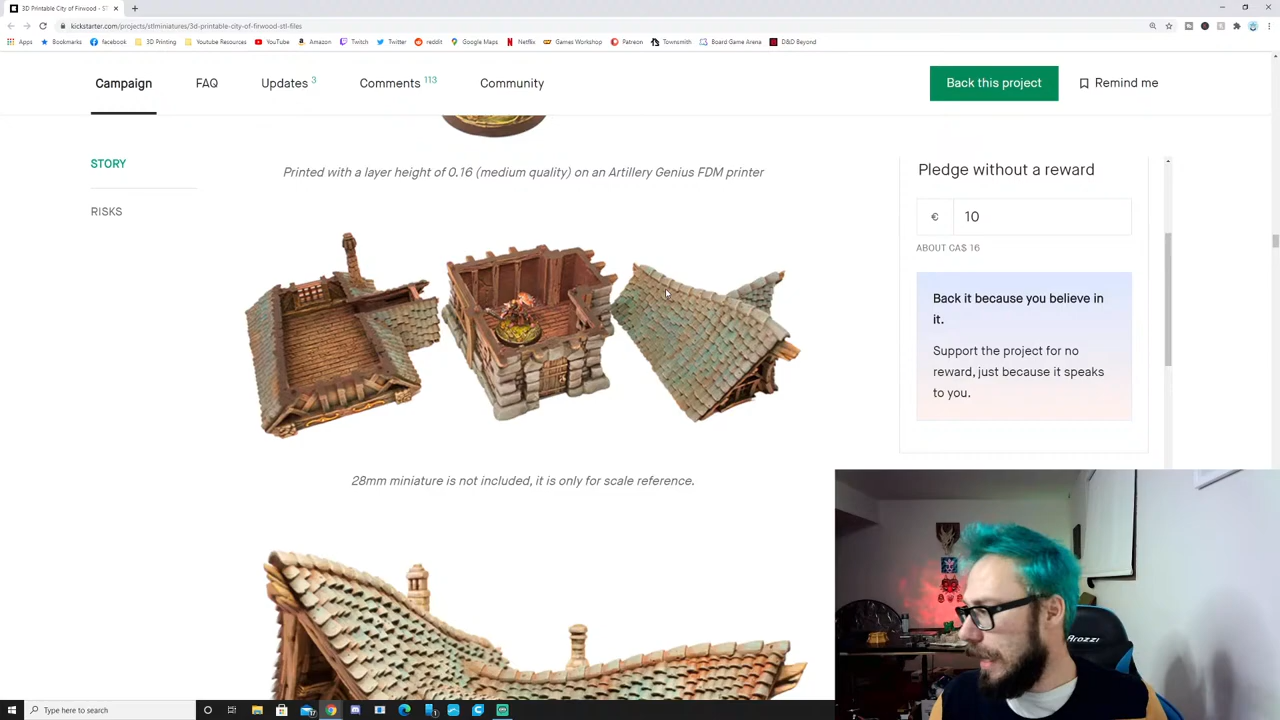 3D Printable City of Firwood - ST
kickstarter.com/projects/stlminiatures/3d-printable-city-of-firwood-stl-files
Apps Bookmarks facebook 3D Printing Youtube Resources YouTube Amazon Twitch Twitter reddit Google Maps Netflix Games Workshop Patreon Townsmith Board Game Arena D&D Beyond
Campaign FAQ Updates 3 Comments 113 Community Back this project Remind me
STORY
RISKS
Printed with a layer height of 0.16 (medium quality) on an Artillery Genius FDM printer
28mm miniature is not included, it is only for scale reference.
Pledge without a reward
€ 10
ABOUT CA$ 16
Back it because you believe in
it.
Support the project for no
reward, just because it speaks
to you.
Arozzi
Type here to search